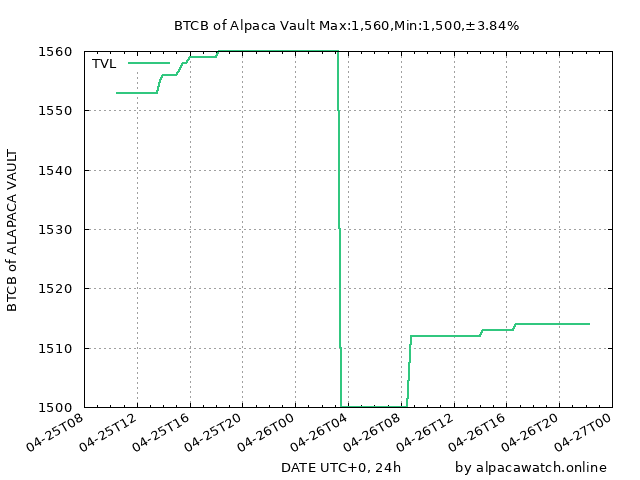 BTCB of Alpaca Vault Max:1,560,Min:1,500,±3.84%
TVL
1560
1550
1540
1530
1520
1510
1500
BTCB of ALAPACA VAULT
04-25T08
04-25T12
04-25T16
04-25T20
04-26T00
04-26T04
04-26T08
04-26T12
04-26T16
04-26T20
04-27T00
DATE UTC+0, 24h
by alpacawatch.online